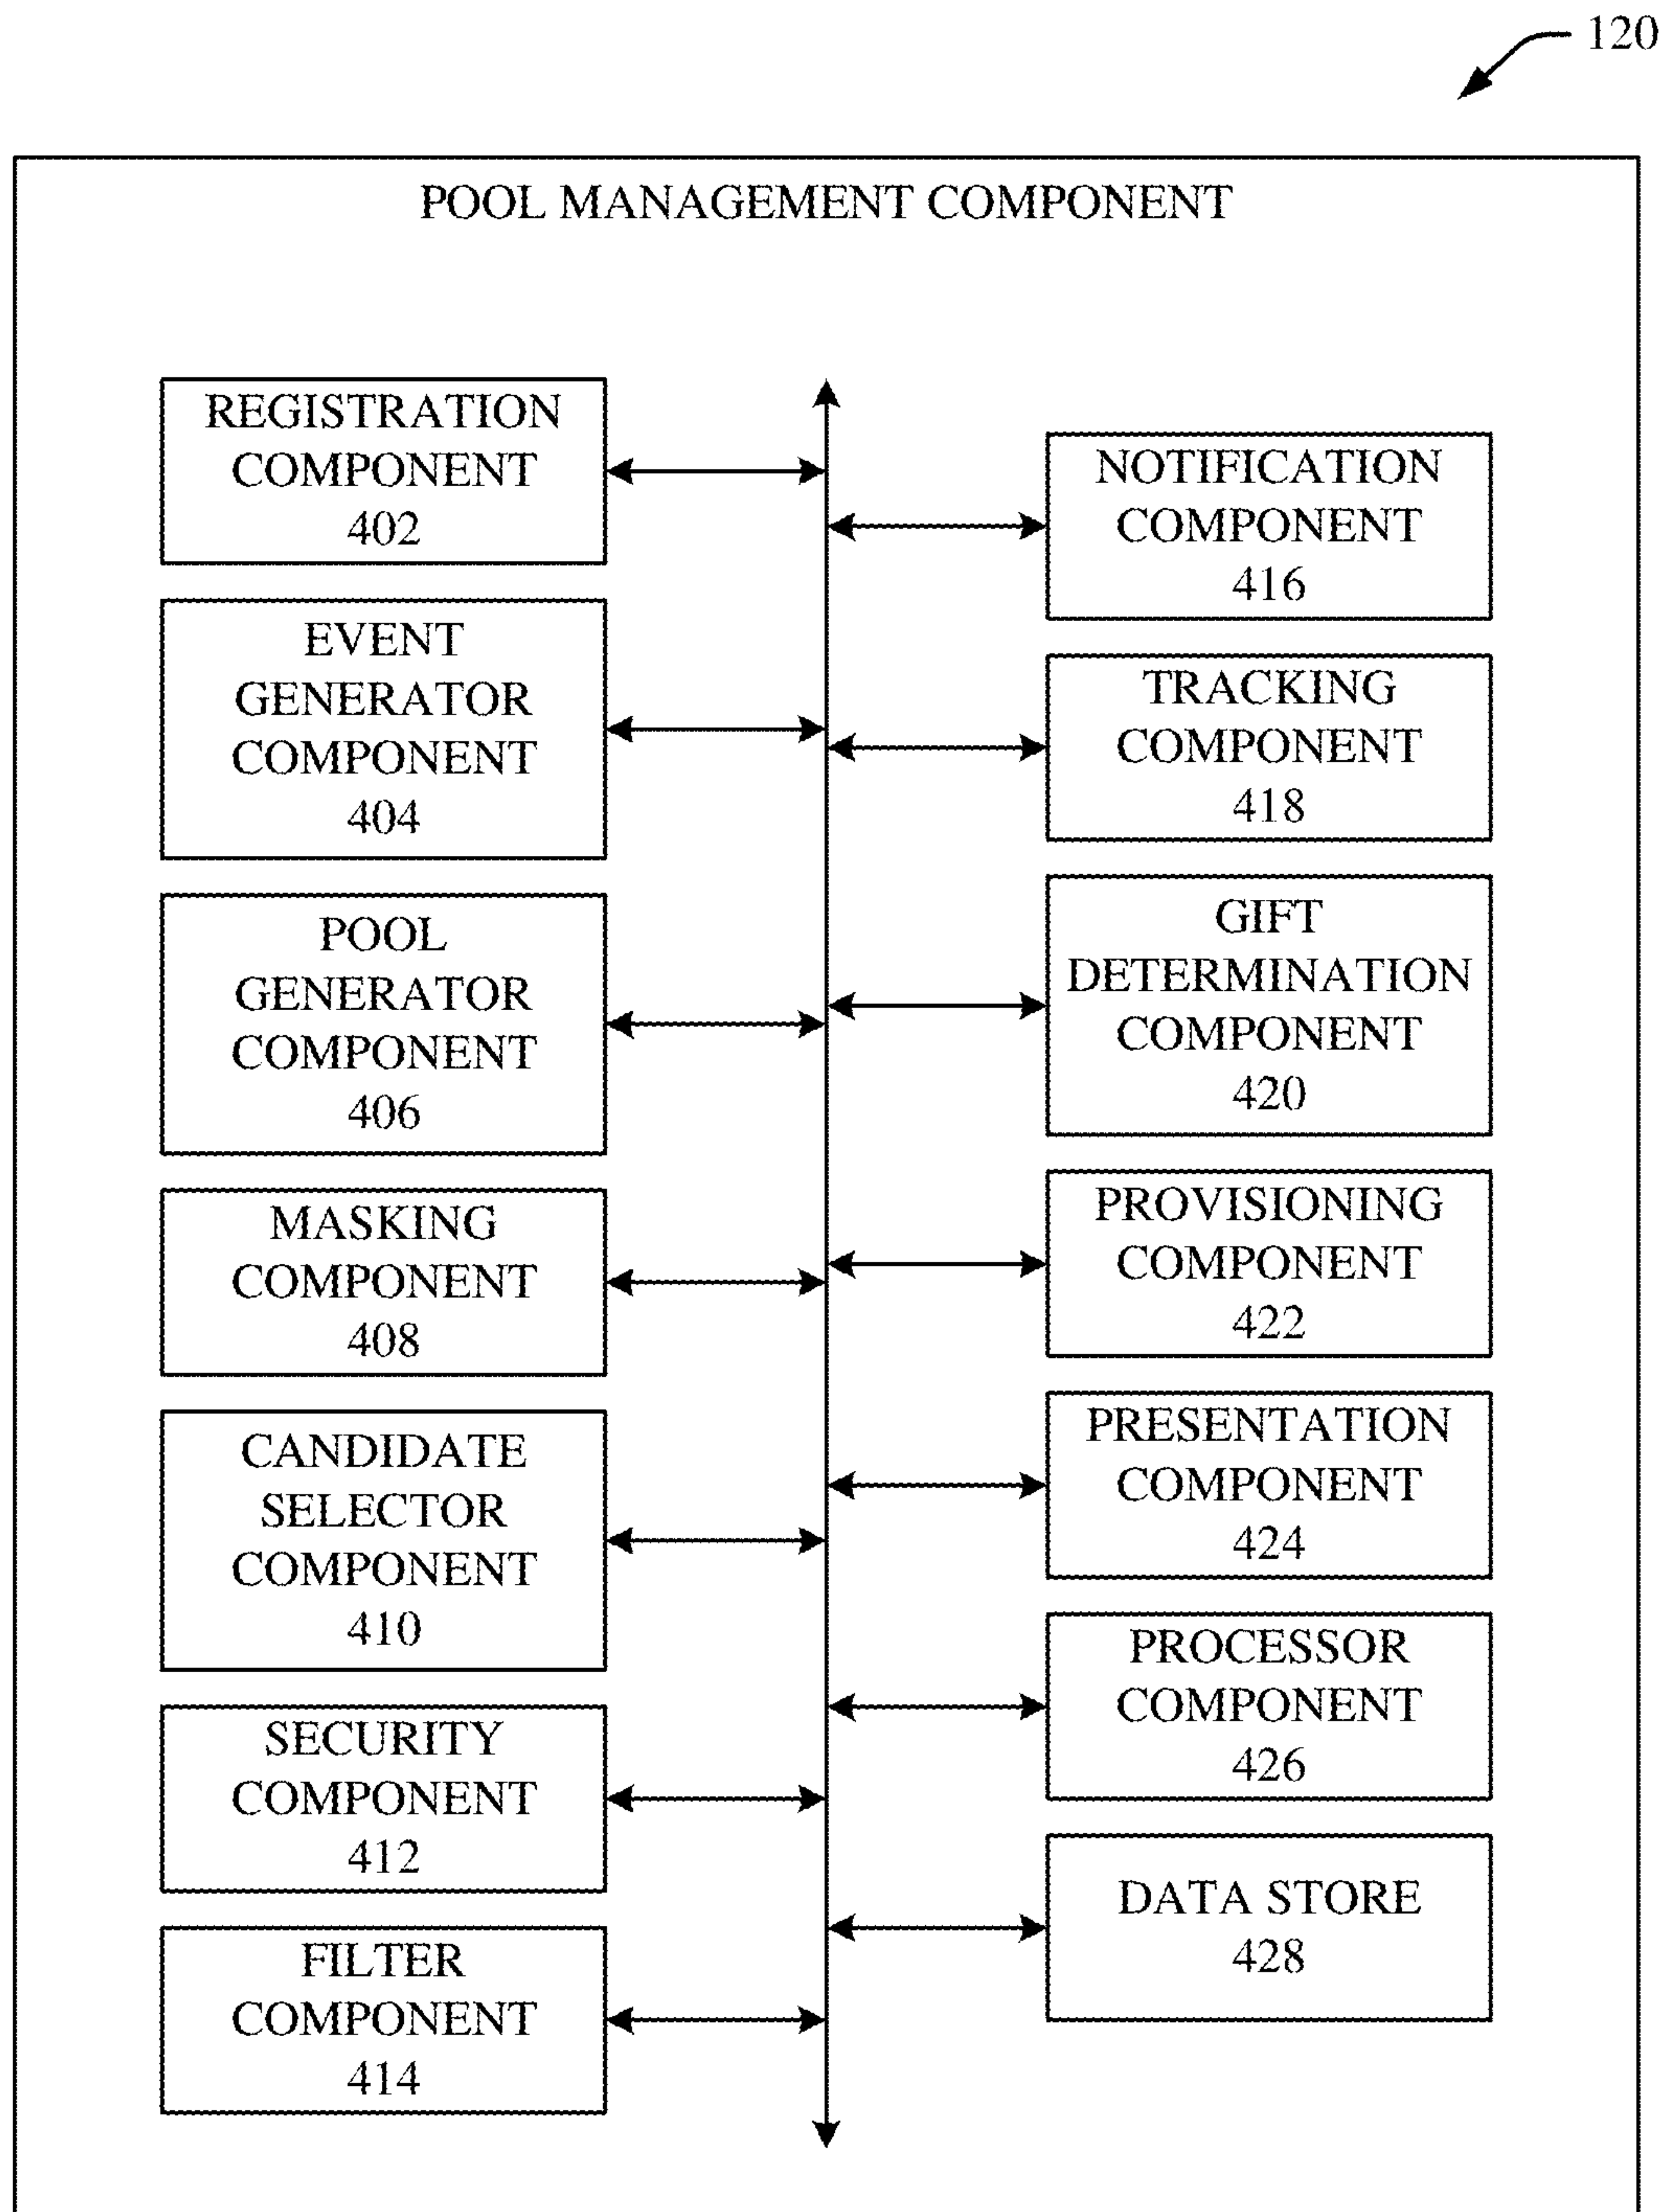 120
POOL MANAGEMENT COMPONENT
REGISTRATION
COMPONENT
402
EVENT
GENERATOR
COMPONENT
404
POOL
GENERATOR
COMPONENT
406
MASKING
COMPONENT
408
CANDIDATE
SELECTOR
COMPONENT
410
SECURITY
COMPONENT
412
FILTER
COMPONENT
414
NOTIFICATION
COMPONENT
416
TRACKING
COMPONENT
418
GIFT
DETERMINATION
COMPONENT
420
PROVISIONING
COMPONENT
422
PRESENTATION
COMPONENT
424
PROCESSOR
COMPONENT
426
DATA STORE
428